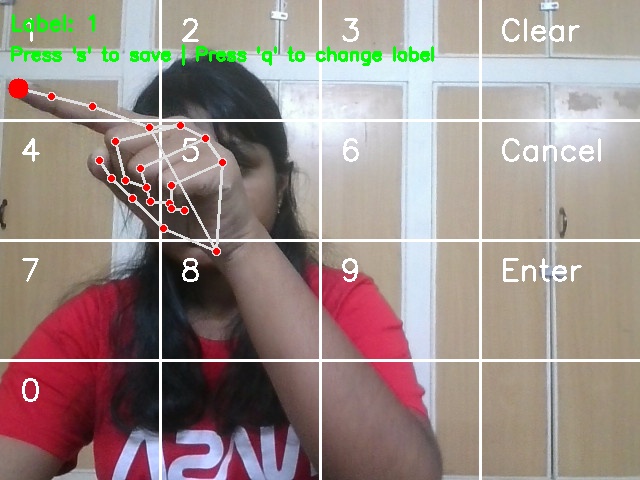 Label: 1
1 2 3 Clear
Press 's' to save | Press 'q' to change label
4 5 6 Cancel
7 8 9 Enter
0